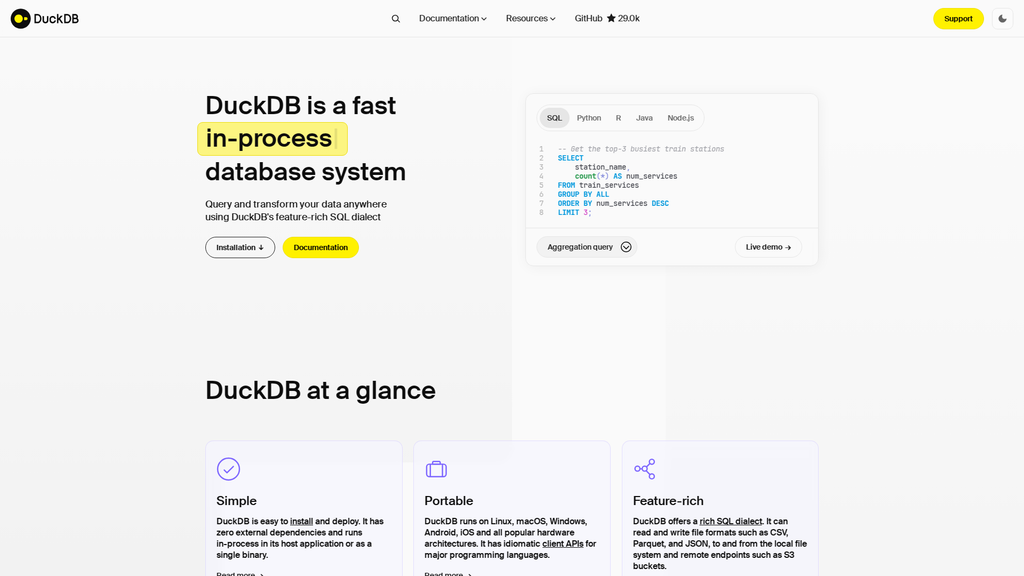 DuckDB
Documentation
Resources
GitHub ★ 29.0k
Support
DuckDB is a fast
in-process
database system
Query and transform your data anywhere
using DuckDB's feature-rich SQL dialect
Installation ↓
Documentation
SQL
Python
R
Java
Node.js
1 -- Get the top-3 busiest train stations
2 SELECT
3 station_name,
4 count(*) AS num_services
5 FROM train_services
6 GROUP BY ALL
7 ORDER BY num_services DESC
8 LIMIT 3;
Aggregation query
Live demo →
DuckDB at a glance
Simple
DuckDB is easy to install and deploy. It has
zero external dependencies and runs
in-process in its host application or as a
single binary.
Read more →
Portable
DuckDB runs on Linux, macOS, Windows,
Android, iOS and all popular hardware
architectures. It has idiomatic client APIs for
major programming languages.
Read more →
Feature-rich
DuckDB offers a rich SQL dialect. It can
read and write file formats such as CSV,
Parquet, and JSON, to and from the local file
system and remote endpoints such as S3
buckets.